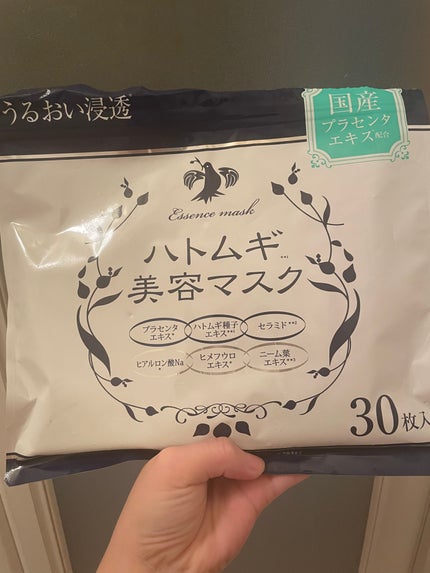 うるおい浸透*
国産
プラセンタ
エキス配合
Essence mask
ハトムギ
美容マスク
プラセンタ
エキス*
ハトムギ種子
エキス
セラミド
ヒアルロン酸Na
*
ヒメフウロ
エキス*
ニーム葉
エキス
30枚入